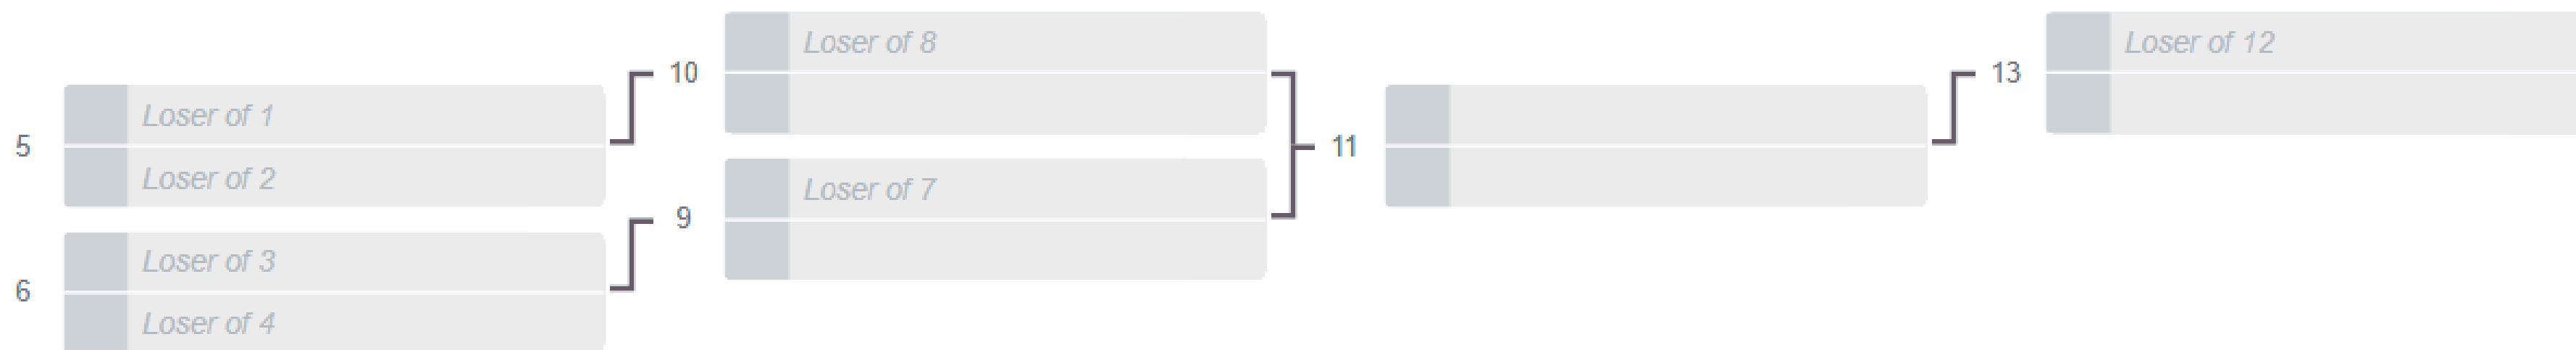 5
Loser of 1
Loser of 2
6
Loser of 3
Loser of 4
10
Loser of 8
9
Loser of 7
11
13
Loser of 12